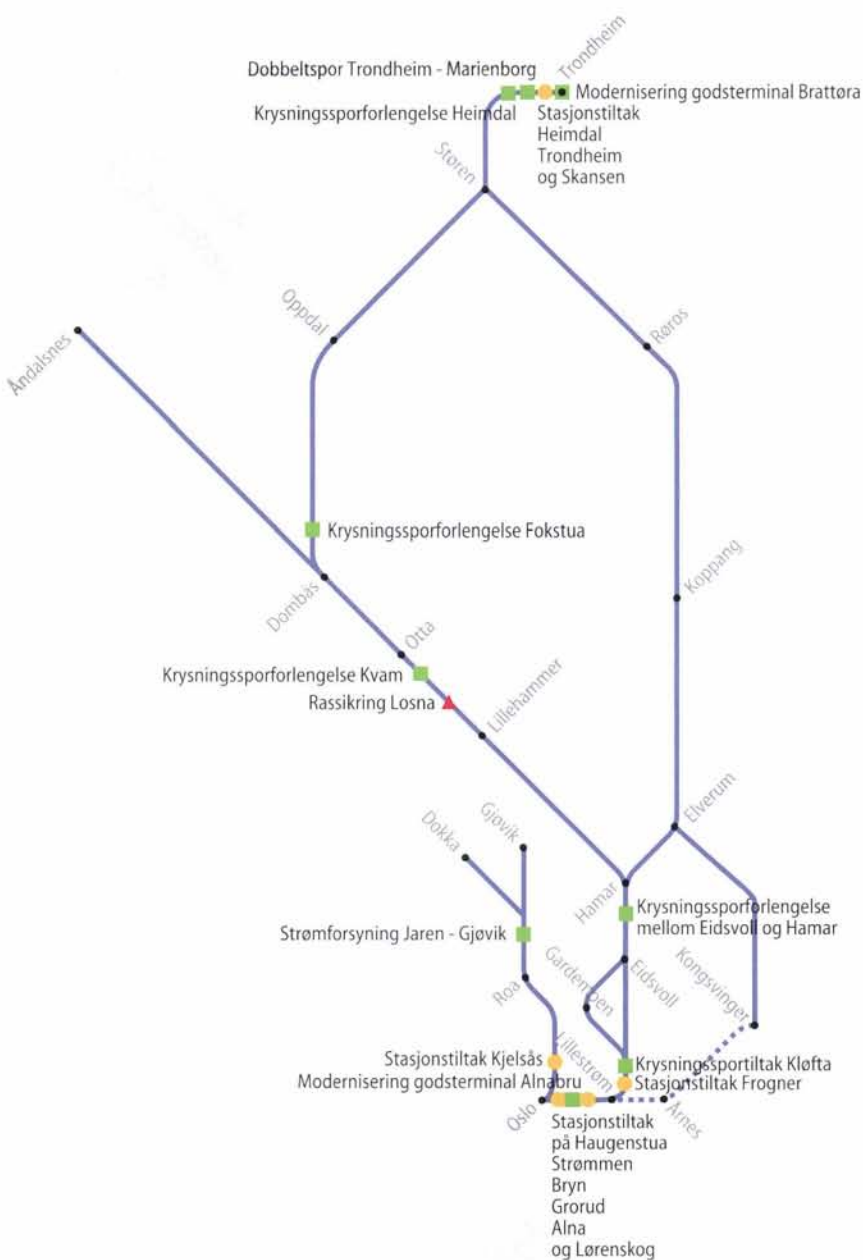 Trondheim
Dobbeltspor Trondheim - Marienborg
Modernisering godsterminal Brattøra
Krysningssporforlengelse Heimdal
Stasjonstiltak
Heimdal
Trondheim
og Skansen
Støren
Oppdal
Røros
Åndalsnes
Krysningssporforlengelse Fokstua
Dombås
Koppang
Otta
Krysningssporforlengelse Kvam
Rassikring Losna
Lillehammer
Elverum
Dokka
Gjøvik
Hamar
Krysningssporforlengelse
mellom Eidsvoll og Hamar
Strømforsyning Jaren - Gjøvik
Roa
Gardemoen
Eidsvoll
Kongsvinger
Stasjonstiltak Kjelsås
Lillestrøm
Krysningssportiltak Kløfta
Modernisering godsterminal Alnabru
Stasjonstiltak Frogner
Oslo
Årnes
Stasjonstiltak
på Haugenstua
Strømmen
Bryn
Grorud
Alna
og Lørenskog